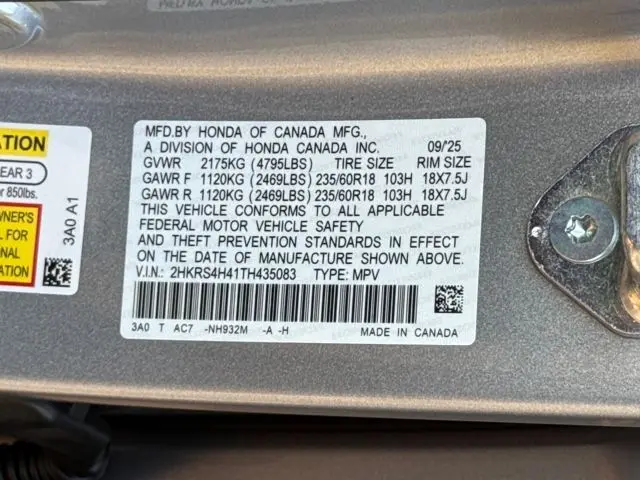 ATION
EAR 3
r 850lbs.
WNER'S
L FOR
ONAL
ATION
3A0 A1
MFD.BY HONDA OF CANADA MFG.,
A DIVISION OF HONDA CANADA INC. 09/25
GVWR 2175KG (4795LBS) TIRE SIZE RIM SIZE
GAWR F 1120KG (2469LBS) 235/60R18 103H 18X7.5J
GAWR R 1120KG (2469LBS) 235/60R18 103H 18X7.5J
THIS VEHICLE CONFORMS TO ALL APPLICABLE
FEDERAL MOTOR VEHICLE SAFETY
AND THEFT PREVENTION STANDARDS IN EFFECT
ON THE DATE OF MANUFACTURE SHOWN ABOVE.
V.I.N.: 2HKRS4H41TH435083 TYPE: MPV
3A0 T AC7 -NH932M -A -H MADE IN CANADA